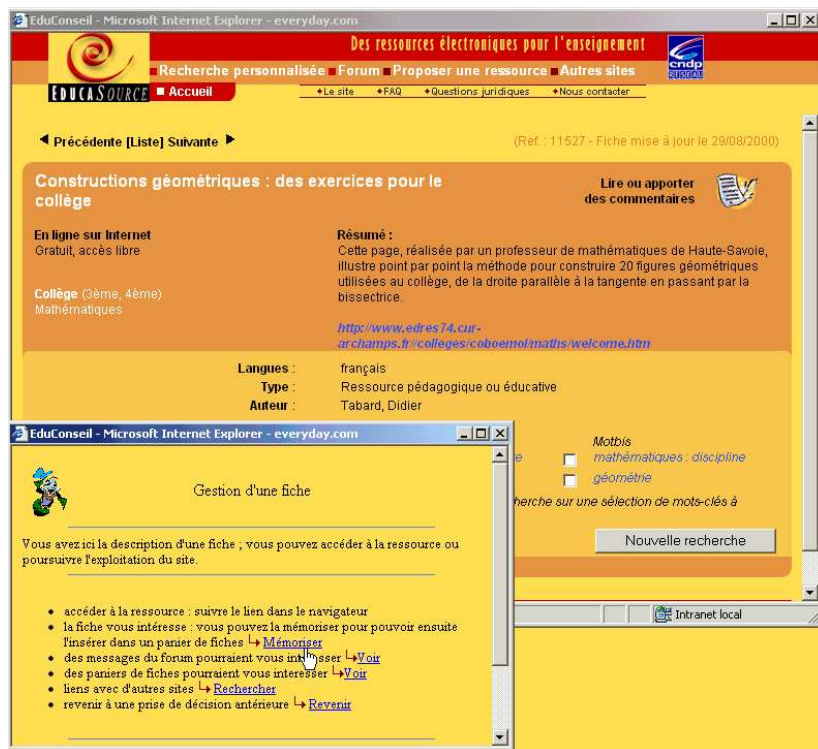 EduConseil - Microsoft Internet Explorer - everyday.com
Des ressources électroniques pour l'enseignement
cndp
RESEAU
Recherche personnalisée Forum Proposer une ressource Autres sites
EDUCASOURCE Accueil
Le site FAQ Questions juridiques Nous contacter
Précédente [Liste] Suivante
(Ref. : 11527 - Fiche mise à jour le 29/08/2000)
Constructions géométriques : des exercices pour le
collège
Lire ou apporter
des commentaires
En ligne sur Internet
Gratuit, accès libre
Collège (3ème, 4ème)
Mathématiques
Résumé :
Cette page, réalisée par un professeur de mathématiques de Haute-Savoie,
illustre point par point la méthode pour construire 20 figures géométriques
utilisées au collège, de la droite parallèle à la tangente en passant par la
bissectrice.
http://www.edres74.cur-
archamps.fr/colleges/coboemol/maths/welcome.htm
Langues : français
Type : Ressource pédagogique ou éducative
Auteur : Tabard, Didier
Motbis
mathématiques : discipline
géométrie
herche sur une sélection de mots-clés à
Nouvelle recherche
Intranet local
EduConseil - Microsoft Internet Explorer - everyday.com
Gestion d'une fiche
Vous avez ici la description d'une fiche ; vous pouvez accéder à la ressource ou
poursuivre l'exploitation du site.
accéder à la ressource : suivre le lien dans le navigateur
la fiche vous intéresse : vous pouvez la mémoriser pour pouvoir ensuite
l'insérer dans un panier de fiches Mémoriser
des messages du forum pourraient vous intéresser Voir
des paniers de fiches pourraient vous intéresser Voir
liens avec d'autres sites Rechercher
revenir à une prise de décision antérieure Revenir